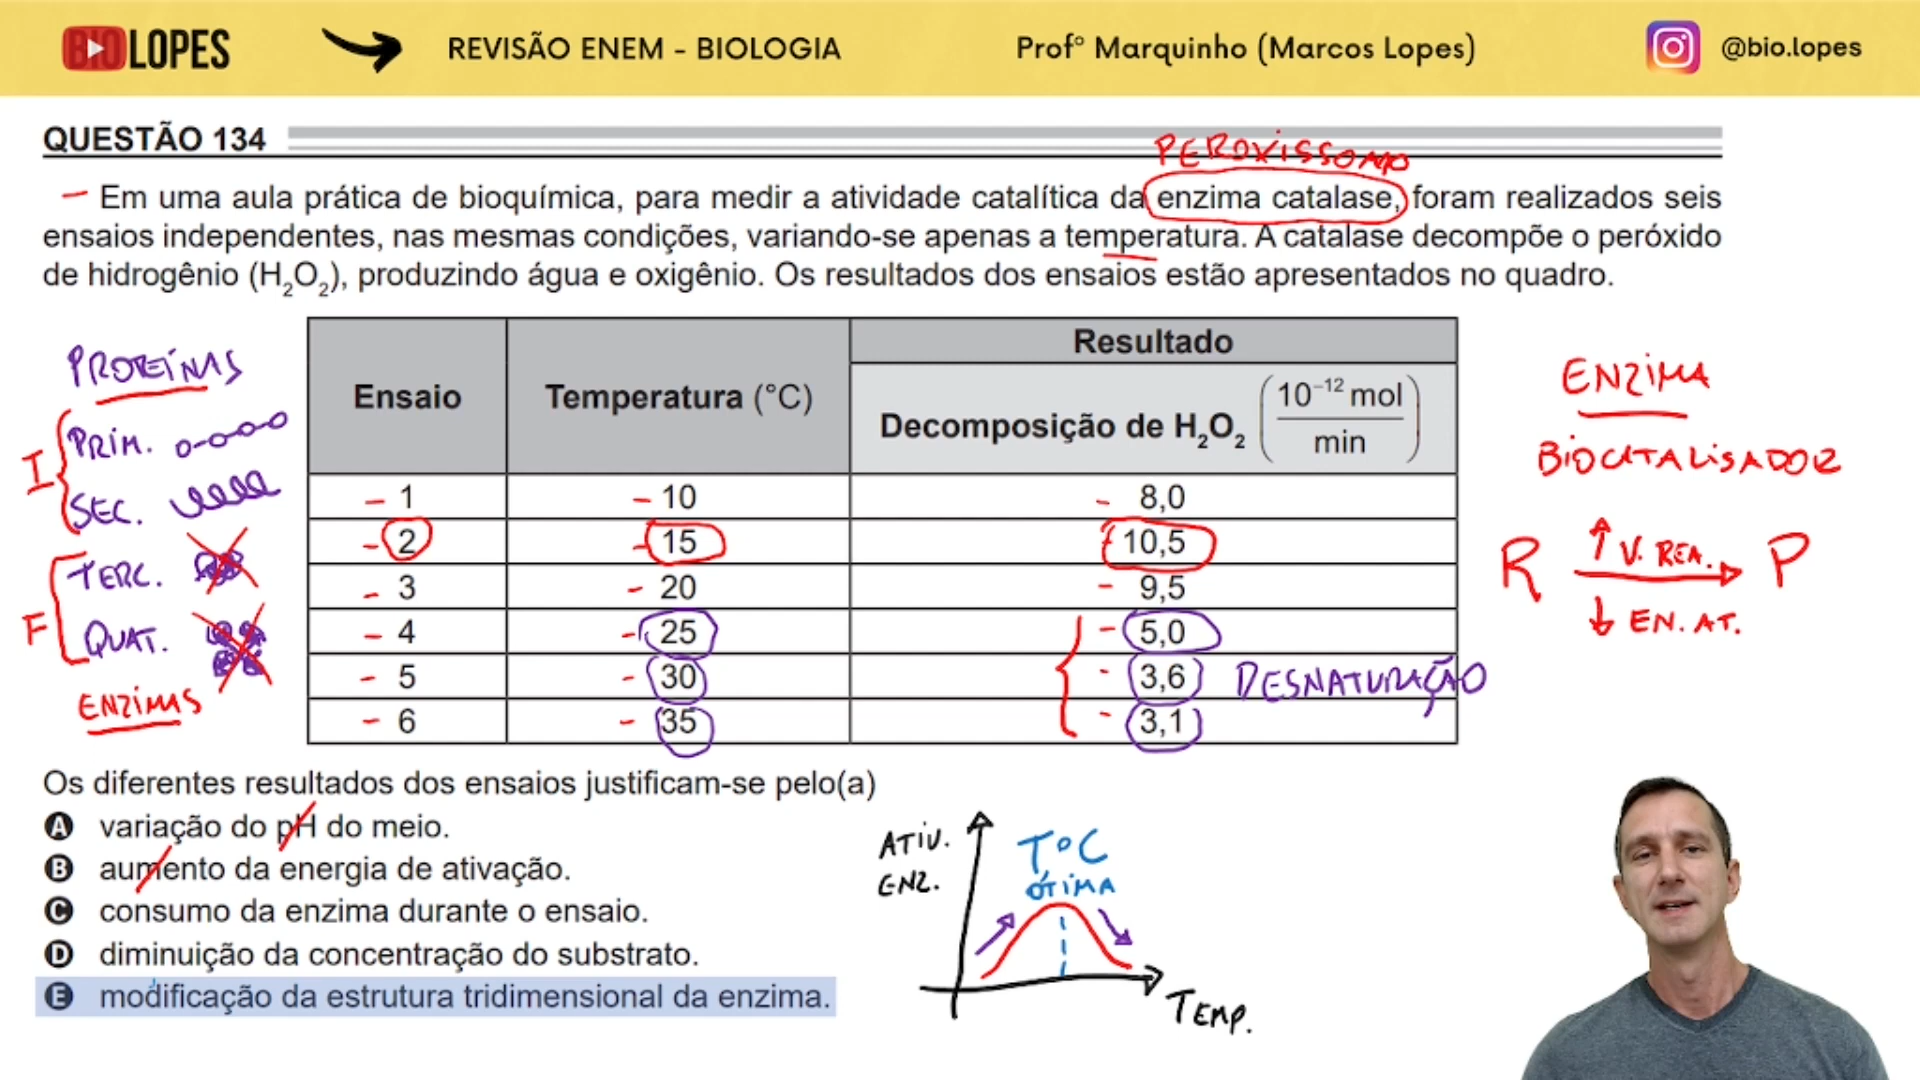 BIOLOPES
REVISÃO ENEM - BIOLOGIA
Profº Marquinho (Marcos Lopes)
@bio.lopes
QUESTÃO 134
PEROXISSOMO
Em uma aula prática de bioquímica, para medir a atividade catalítica da enzima catalase, foram realizados seis
ensaios independentes, nas mesmas condições, variando-se apenas a temperatura. A catalase decompõe o peróxido
de hidrogênio (H₂O₂), produzindo água e oxigênio. Os resultados dos ensaios estão apresentados no quadro.
PROTEÍNAS
I
PRIM.
SEC.
F
TERC.
QUAT.
ENZIMAS
Ensaio Temperatura (°C) Resultado
Decomposição de H₂O₂ (10⁻¹² mol / min)
1 10 8,0
2 15 10,5
3 20 9,5
4 25 5,0
5 30 3,6 DESNATURAÇÃO
6 35 3,1
ENZIMA
BIOCATALISADOR
R ↑ V. REA. → P
↓ EN. AT.
Os diferentes resultados dos ensaios justificam-se pelo(a)
A variação do pH do meio.
B aumento da energia de ativação.
C consumo da enzima durante o ensaio.
D diminuição da concentração do substrato.
E modificação da estrutura tridimensional da enzima.
ATIV.
ENZ.
T°C
ÓTIMA
TEMP.